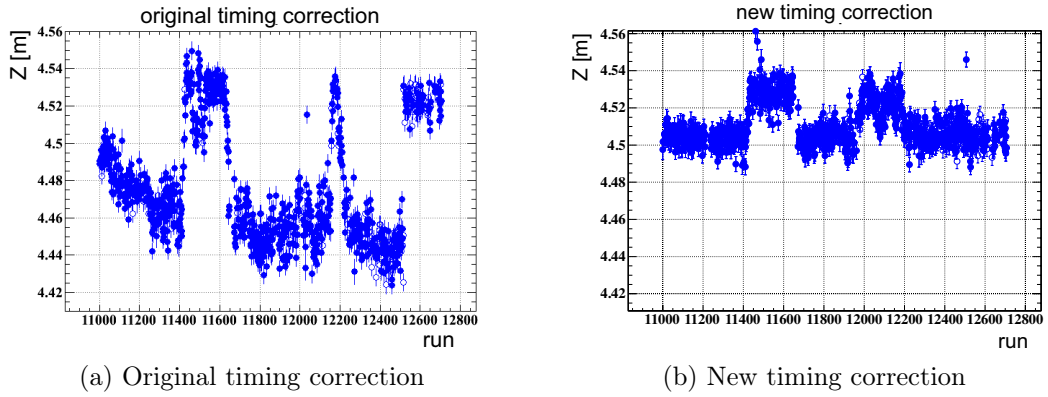 original timing correction
Z [m]
4.56
4.54
4.52
4.5
4.48
4.46
4.44
4.42
11000 11200 11400 11600 11800 12000 12200 12400 12600 12800
run
(a) Original timing correction
new timing correction
Z [m]
4.56
4.54
4.52
4.5
4.48
4.46
4.44
4.42
11000 11200 11400 11600 11800 12000 12200 12400 12600 12800
run
(b) New timing correction